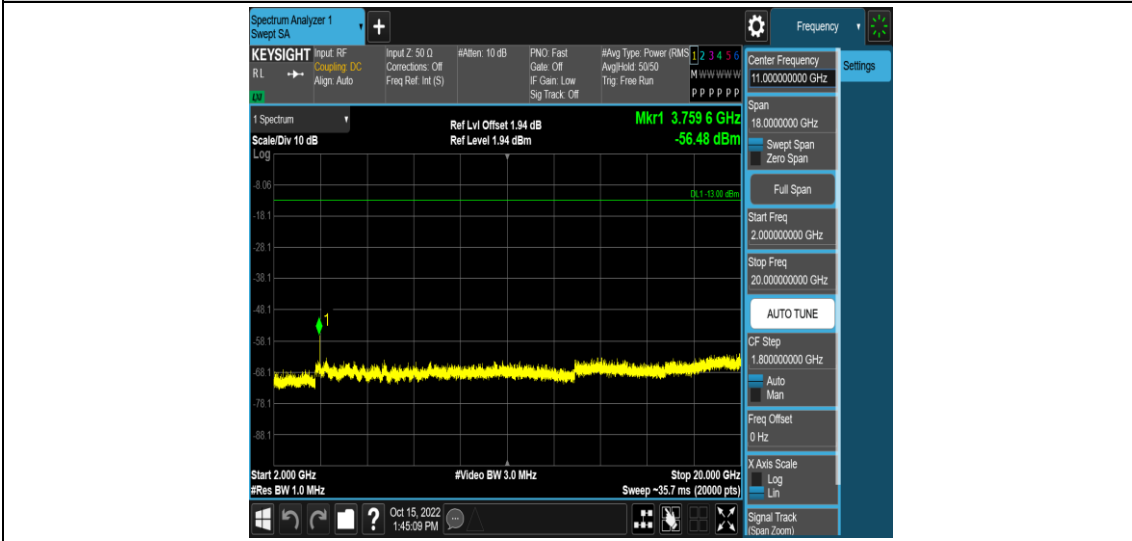 Spectrum Analyzer 1
Swept SA
+
Frequency
KEYSIGHT
RL
Input: RF
Coupling: DC
Align: Auto
Input Z: 50 Ω
Corrections: Off
Freq Ref: Int (S)
#Atten: 10 dB
PNO: Fast
Gate: Off
IF Gain: Low
Sig Track: Off
#Avg Type: Power (RMS
Avg|Hold: 50/50
Trig: Free Run
1 2 3 4 5 6
M W W W W W
P P P P P P
1 Spectrum
Scale/Div 10 dB
Log
Ref Lvl Offset 1.94 dB
Ref Level 1.94 dBm
Mkr1 3.759 6 GHz
-56.48 dBm
-8.06
DL1 -13.00 dBm
-18.1
-28.1
-38.1
-48.1
1
-58.1
-68.1
-78.1
-88.1
Start 2.000 GHz
#Res BW 1.0 MHz
#Video BW 3.0 MHz
Stop 20.000 GHz
Sweep ~35.7 ms (20000 pts)
?
Oct 15, 2022
1:45:09 PM
Center Frequency
11.000000000 GHz
Settings
Span
18.0000000 GHz
Swept Span
Zero Span
Full Span
Start Freq
2.000000000 GHz
Stop Freq
20.000000000 GHz
AUTO TUNE
CF Step
1.800000000 GHz
Auto
Man
Freq Offset
0 Hz
X Axis Scale
Log
Lin
Signal Track
(Span Zoom)